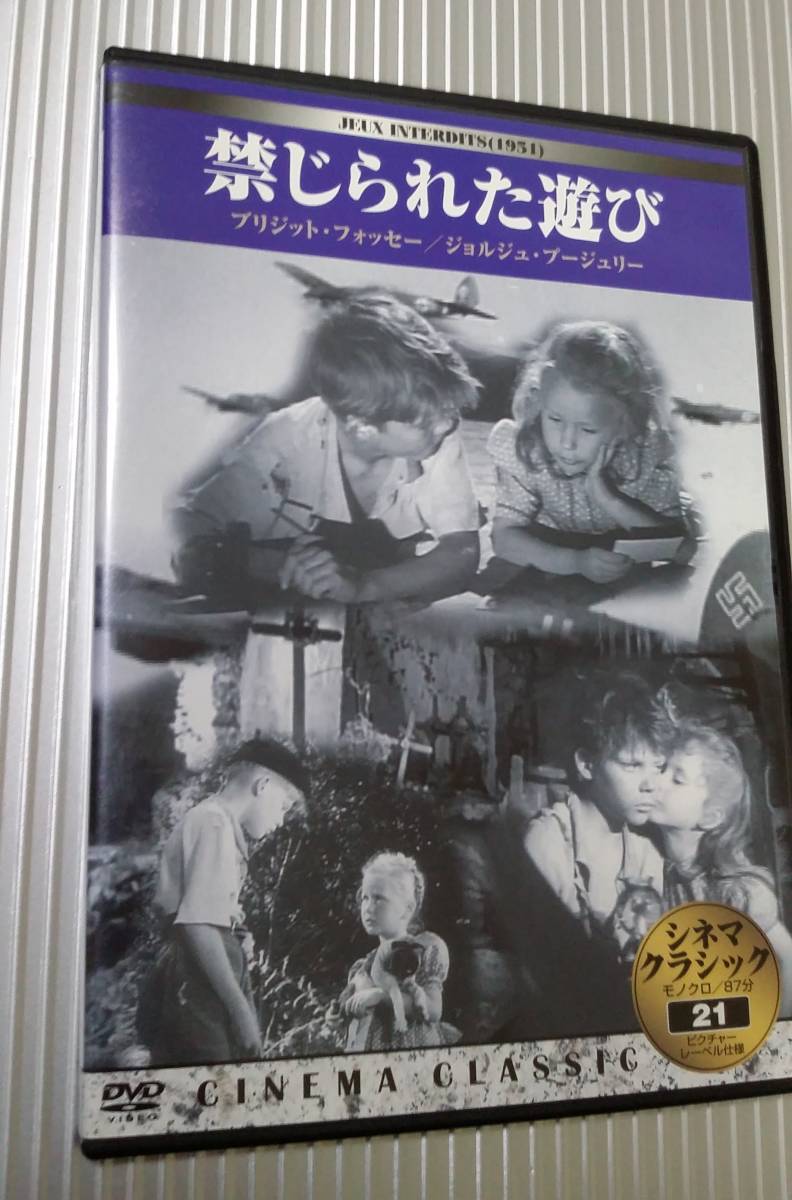 JEUX INTERDITS(1951)
禁じられた遊び
ブリジット・フォッセー／ジョルジュ・プージュリー
シネマ
クラシック
モノクロ/87分
21
ピクチャー
レーベル仕様
DVD
VIDEO
CINEMA CLASSIC